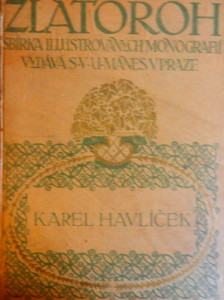 ZLATOROH
SBÍRKA ILLUSTROVANÝCH MONOGRAFIÍ
VYDÁVÁ S·V·U·MÁNES V PRAZE
KAREL HAVLÍČEK